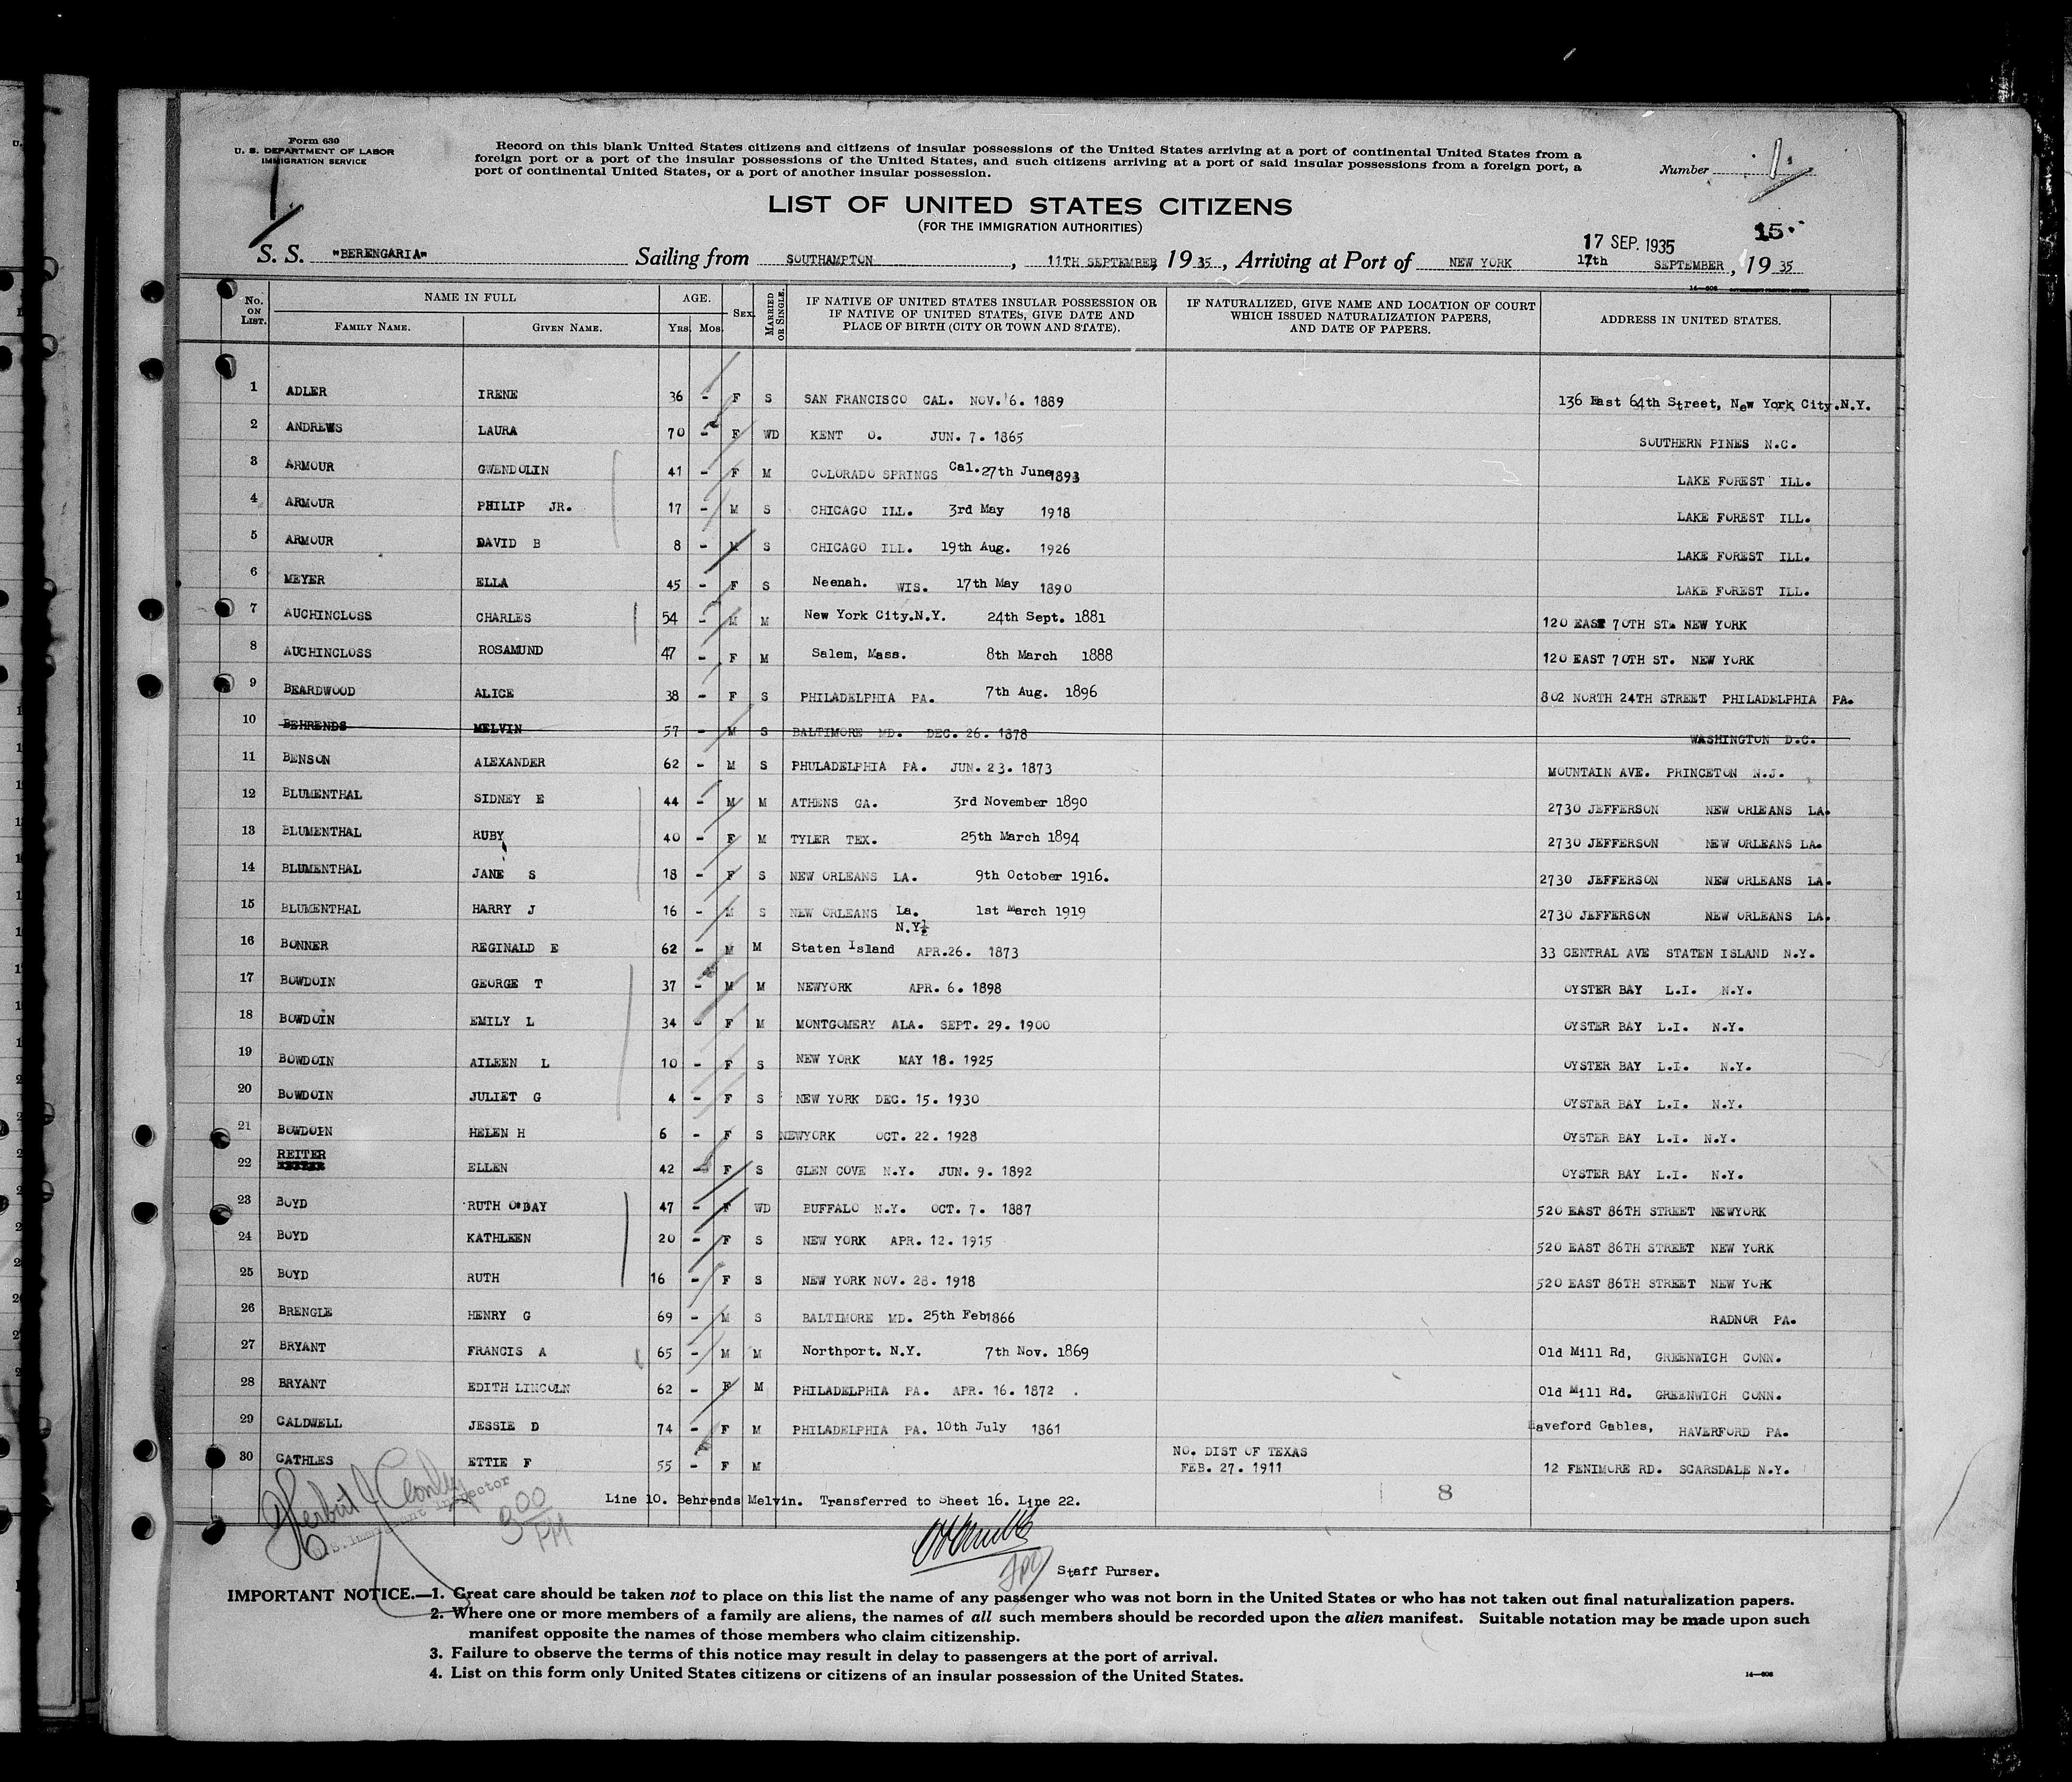 Form 630
U. S. DEPARTMENT OF LABOR
IMMIGRATION SERVICE
Record on this blank United States citizens and citizens of insular possessions of the United States arriving at a port of continental United States from a
foreign port or a port of the insular possessions of the United States, and such citizens arriving at a port of said insular possessions from a foreign port, a
port of continental United States, or a port of another insular possession.
Number 1
LIST OF UNITED STATES CITIZENS
(FOR THE IMMIGRATION AUTHORITIES)
15.
17 SEP. 1935
S. S. "BERENGARIA" Sailing from SOUTHAMPTON, 11TH SEPTEMBER, 1935, Arriving at Port of NEW YORK 17th SEPTEMBER, 1935
No. ON LIST. NAME IN FULL FAMILY NAME. GIVEN NAME. AGE. Yrs. Mos. SEX. MARRIED OR SINGLE. IF NATIVE OF UNITED STATES INSULAR POSSESSION OR IF NATIVE OF UNITED STATES, GIVE DATE AND PLACE OF BIRTH (CITY OR TOWN AND STATE). IF NATURALIZED, GIVE NAME AND LOCATION OF COURT WHICH ISSUED NATURALIZATION PAPERS, AND DATE OF PAPERS. ADDRESS IN UNITED STATES.
1 ADLER IRENE 36 - F S SAN FRANCISCO CAL. NOV. 6. 1889 136 East 64th Street, New York City.N.Y.
2 ANDREWS LAURA 70 - F WD KENT O. JUN. 7. 1865 SOUTHERN PINES N.C.
3 ARMOUR GWENDOLIN 41 - F M COLORADO SPRINGS Cal. 27th June 1893 LAKE FOREST ILL.
4 ARMOUR PHILIP JR. 17 - M S CHICAGO ILL. 3rd May 1918 LAKE FOREST ILL.
5 ARMOUR DAVID B 8 - M S CHICAGO ILL. 19th Aug. 1926 LAKE FOREST ILL.
6 MEYER ELLA 45 - F S Neenah. WIS. 17th May 1890 LAKE FOREST ILL.
7 AUCHINCLOSS CHARLES 54 - M M New York City.N.Y. 24th Sept. 1881 120 EAST 70TH ST. NEW YORK
8 AUCHINCLOSS ROSAMUND 47 - F M Salem, Mass. 8th March 1888 120 EAST 70TH ST. NEW YORK
9 BEARDWOOD ALICE 38 - F S PHILADELPHIA PA. 7th Aug. 1896 802 NORTH 24TH STREET PHILADELPHIA PA.
10 BEHRENDS MELVIN 57 - M S BALTIMORE MD. DEC. 26. 1878 WASHINGTON D.C.
11 BENSON ALEXANDER 62 - M S PHULADELPHIA PA. JUN. 23. 1873 MOUNTAIN AVE. PRINCETON N.J.
12 BLUMENTHAL SIDNEY E 44 - M M ATHENS GA. 3rd November 1890 2730 JEFFERSON NEW ORLEANS LA.
13 BLUMENTHAL RUBY 40 - F M TYLER TEX. 25th March 1894 2730 JEFFERSON NEW ORLEANS LA.
14 BLUMENTHAL JANE S 18 - F S NEW ORLEANS LA. 9th October 1916. 2730 JEFFERSON NEW ORLEANS LA.
15 BLUMENTHAL HARRY J 16 - M S NEW ORLEANS La. 1st March 1919 2730 JEFFERSON NEW ORLEANS LA.
N.Y.
16 BONNER REGINALD E 62 - M M Staten Island APR.26. 1873 33 CENTRAL AVE STATEN ISLAND N.Y.
17 BOWDOIN GEORGE T 37 - M M NEWYORK APR. 6. 1898 OYSTER BAY L.I. N.Y.
18 BOWDOIN EMILY L 34 - F M MONTGOMERY ALA. SEPT. 29. 1900 OYSTER BAY L.I. N.Y.
19 BOWDOIN AILEEN L 10 - F S NEW YORK MAY 18. 1925 OYSTER BAY L.I. N.Y.
20 BOWDOIN JULIET G 4 - F S NEW YORK DEC. 15. 1930 OYSTER BAY L.I. N.Y.
21 BOWDOIN HELEN H 6 - F S NEWYORK OCT. 22. 1928 OYSTER BAY L.I. N.Y.
22 REITER ELLEN 42 - F S GLEN COVE N.Y. JUN. 9. 1892 OYSTER BAY L.I. N.Y.
23 BOYD RUTH O'DAY 47 - F WD BUFFALO N.Y. OCT. 7. 1887 520 EAST 86TH STREET NEWYORK
24 BOYD KATHLEEN 20 - F S NEW YORK APR. 12. 1915 520 EAST 86TH STREET NEW YORK
25 BOYD RUTH 16 - F S NEW YORK NOV. 28. 1918 520 EAST 86TH STREET NEW YORK
26 BRENGLE HENRY G 69 - M S BALTIMORE MD. 25th Feb1866 RADNOR PA.
27 BRYANT FRANCIS A 65 - M M Northport. N.Y. 7th Nov. 1869 Old Mill Rd, GREENWICH CONN.
28 BRYANT EDITH LINCOLN 62 - F M PHILADELPHIA PA. APR. 16. 1872 . Old Mill Rd. GREENWICH CONN.
29 CALDWELL JESSIE D 74 - F M PHILADELPHIA PA. 10th July 1861 Haveford Gables, HAVERFORD PA.
30 CATHLES ETTIE F 55 - F M NO. DIST OF TEXAS FEB. 27. 1911 12 FENIMORE RD. SCARSDALE N.Y.
Line 10. Behrends Melvin. Transferred to Sheet 16. Line 22.
8
U.S. Immigrant Inspector
3 00 PM
Staff Purser.
IMPORTANT NOTICE.—1. Great care should be taken not to place on this list the name of any passenger who was not born in the United States or who has not taken out final naturalization papers.
2. Where one or more members of a family are aliens, the names of all such members should be recorded upon the alien manifest. Suitable notation may be made upon such
manifest opposite the names of those members who claim citizenship.
3. Failure to observe the terms of this notice may result in delay to passengers at the port of arrival.
4. List on this form only United States citizens or citizens of an insular possession of the United States.